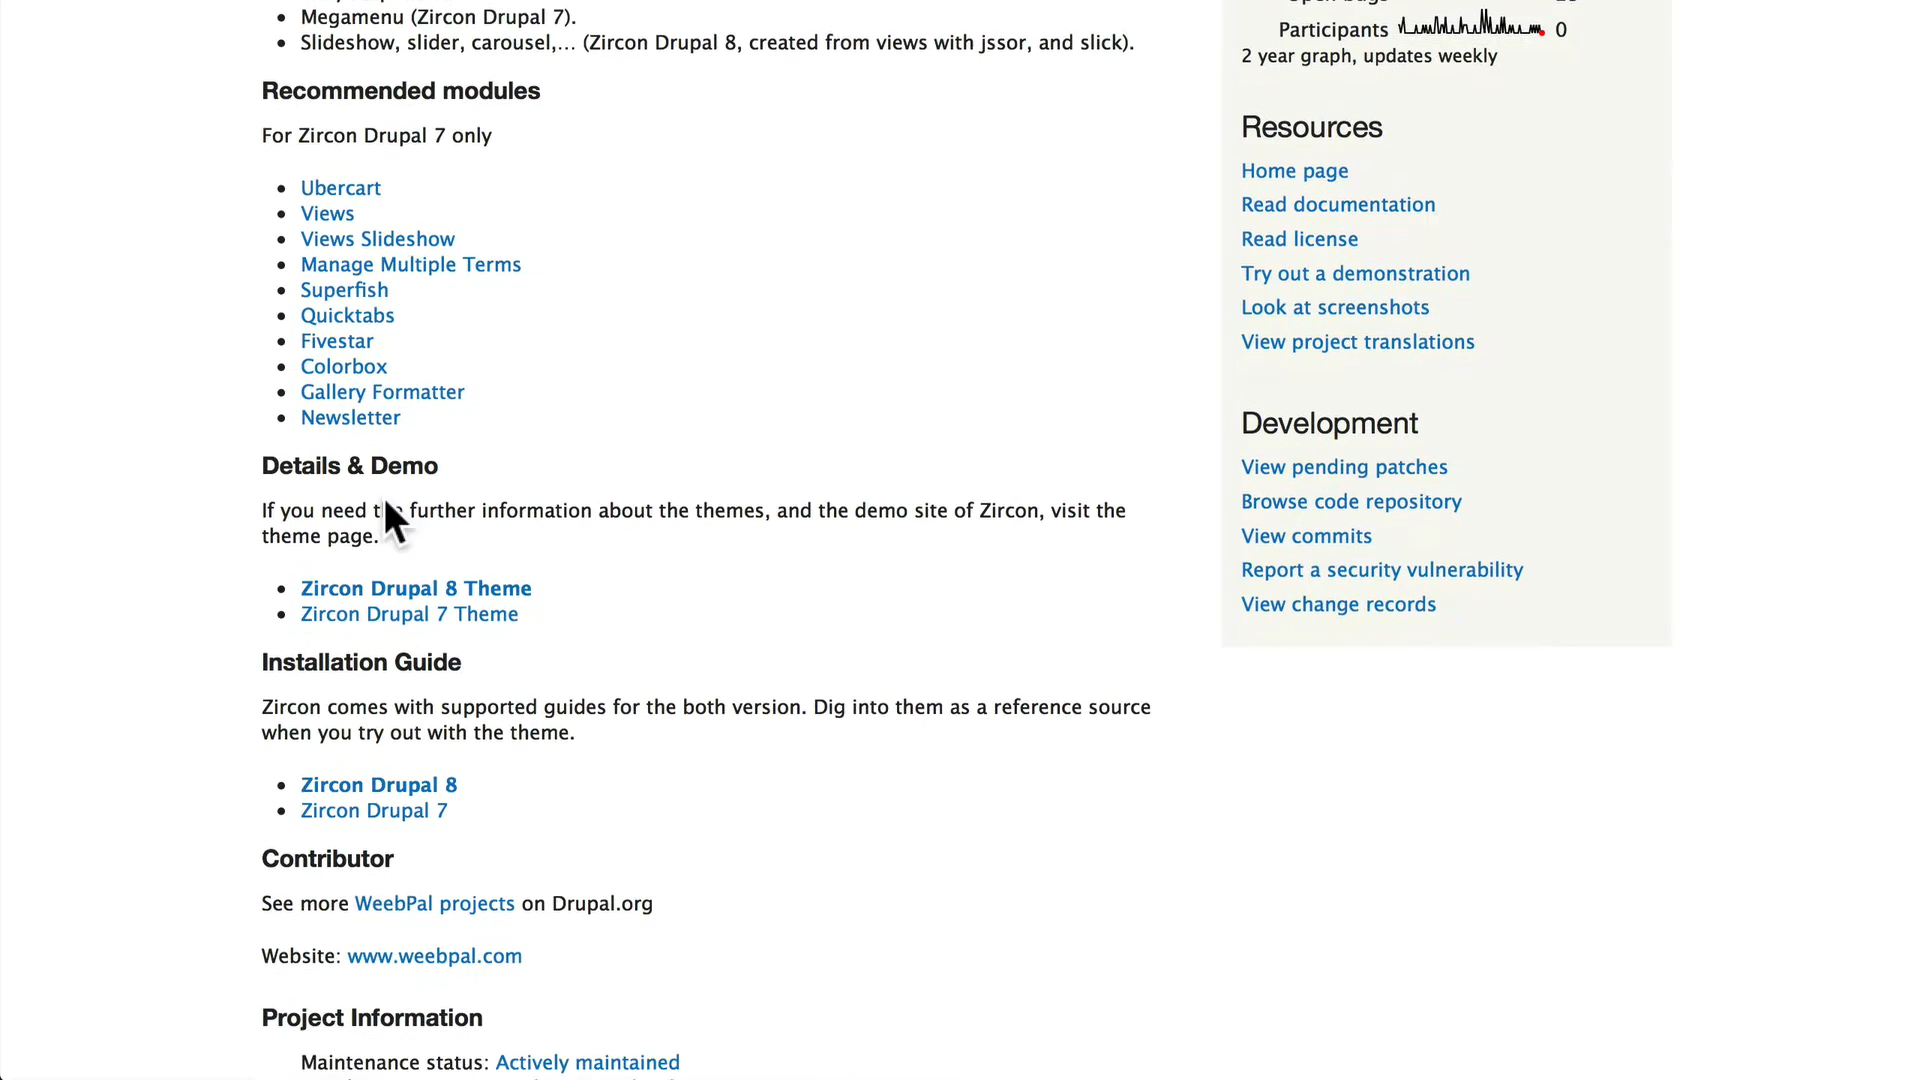 Megamenu (Zircon Drupal 7).
Slideshow, slider, carousel,... (Zircon Drupal 8, created from views with jssor, and slick).
Recommended modules
For Zircon Drupal 7 only
Ubercart
Views
Views Slideshow
Manage Multiple Terms
Superfish
Quicktabs
Fivestar
Colorbox
Gallery Formatter
Newsletter
Details & Demo
If you need the further information about the themes, and the demo site of Zircon, visit the
theme page.
Zircon Drupal 8 Theme
Zircon Drupal 7 Theme
Installation Guide
Zircon comes with supported guides for the both version. Dig into them as a reference source
when you try out with the theme.
Zircon Drupal 8
Zircon Drupal 7
Contributor
See more WeebPal projects on Drupal.org
Website: www.weebpal.com
Project Information
Maintenance status: Actively maintained
Participants 0
2 year graph, updates weekly
Resources
Home page
Read documentation
Read license
Try out a demonstration
Look at screenshots
View project translations
Development
View pending patches
Browse code repository
View commits
Report a security vulnerability
View change records